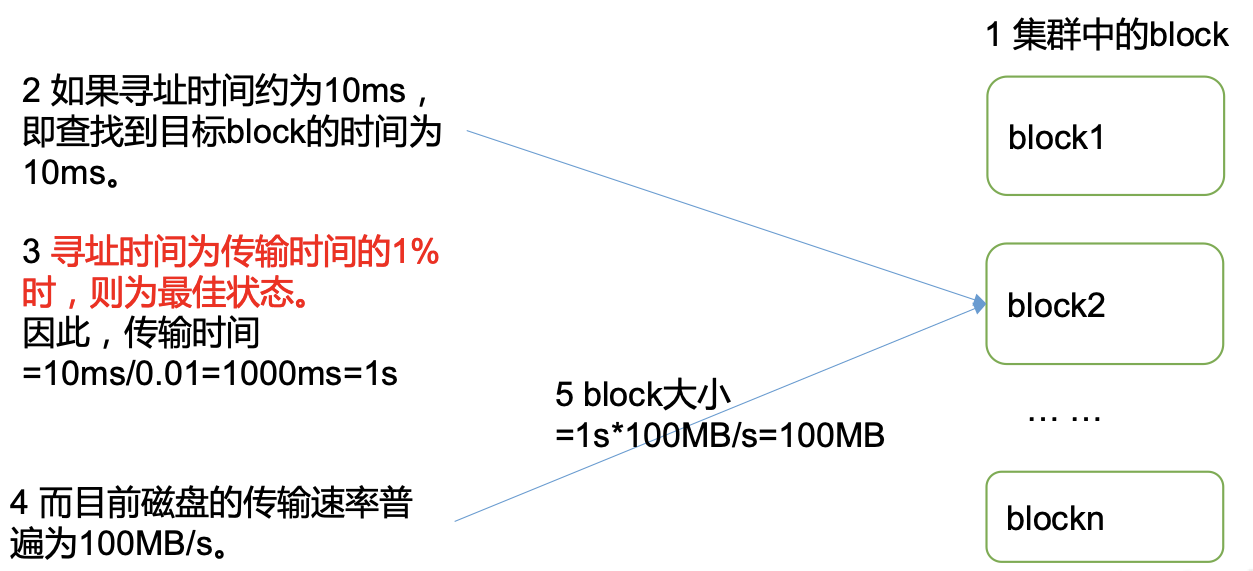 1 集群中的block
2 如果寻址时间约为10ms，
即查找到目标block的时间为
10ms。
block1
3 寻址时间为传输时间的1%
时，则为最佳状态。
因此，传输时间
=10ms/0.01=1000ms=1s
block2
5 block大小
=1s*100MB/s=100MB
... ...
4 而目前磁盘的传输速率普
遍为100MB/s。
blockn